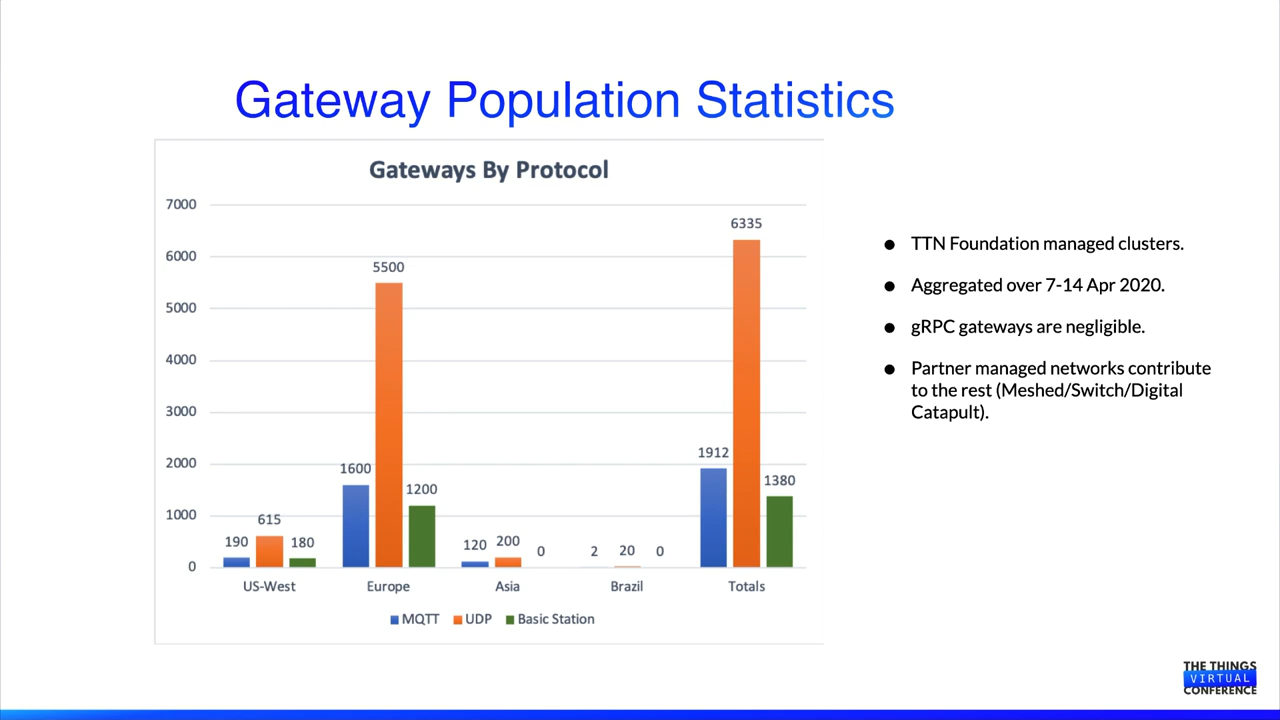 Gateway Population Statistics
Gateways By Protocol
7000
6000
5000
4000
3000
2000
1000
0
190
615
180
1600
5500
1200
120
200
0
2
20
0
1912
6335
1380
US-West
Europe
Asia
Brazil
Totals
MQTT
UDP
Basic Station
● TTN Foundation managed clusters.
● Aggregated over 7-14 Apr 2020.
● gRPC gateways are negligible.
● Partner managed networks contribute
to the rest (Meshed/Switch/Digital
Catapult).
THE THINGS
VIRTUAL
CONFERENCE